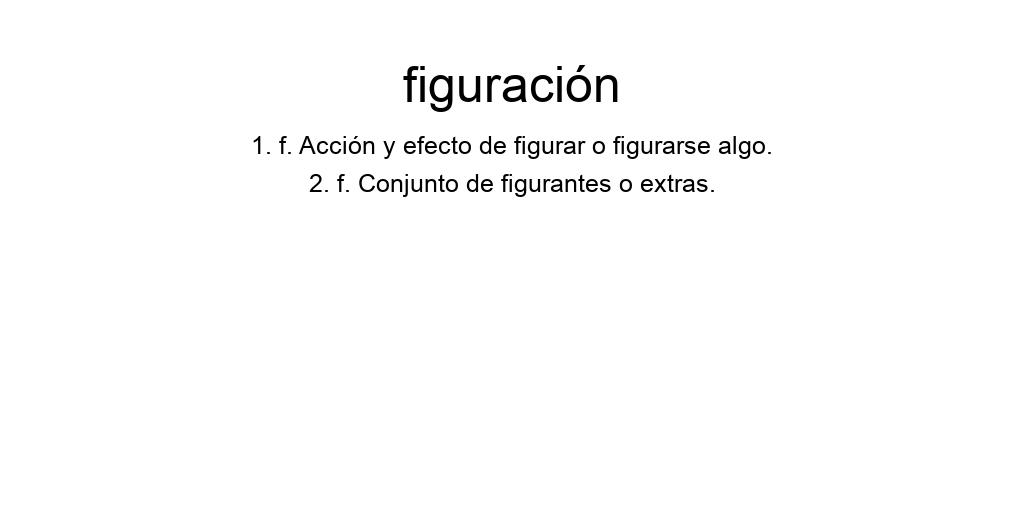 figuración
1. f. Acción y efecto de figurar o figurarse algo.
2. f. Conjunto de figurantes o extras.